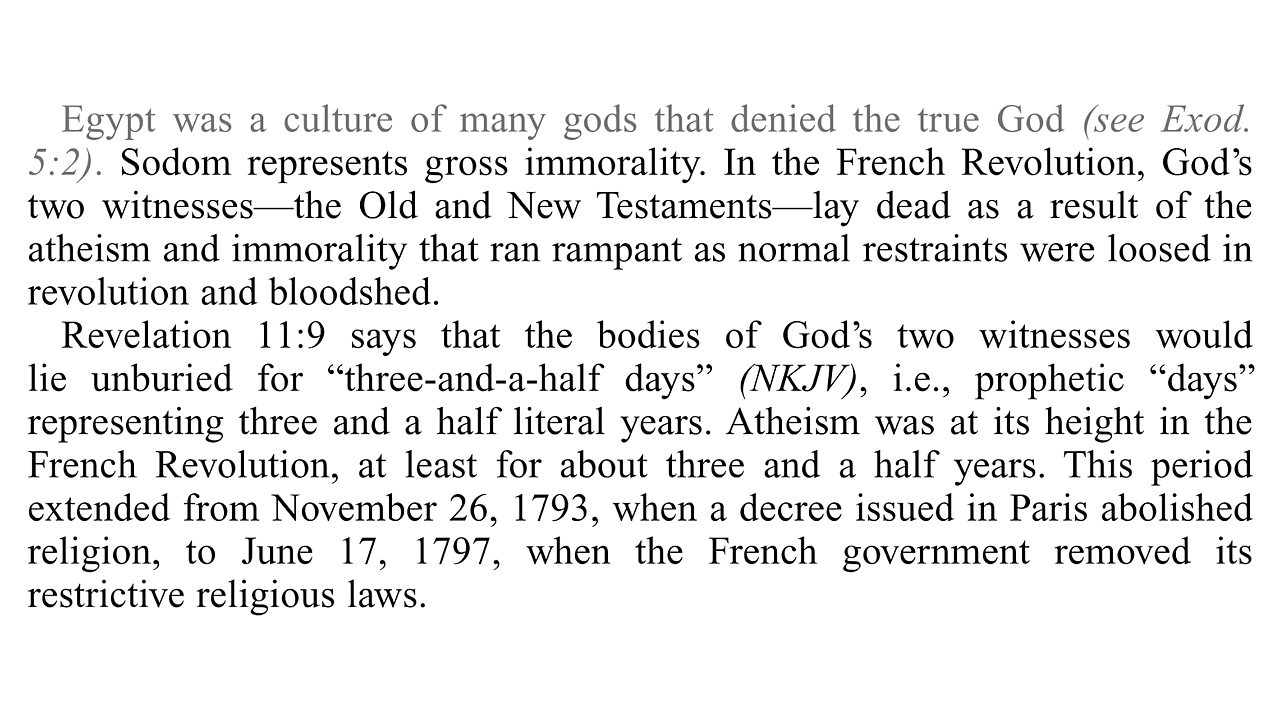 Egypt was a culture of many gods that denied the true God (see Exod.
5:2). Sodom represents gross immorality. In the French Revolution, God’s
two witnesses—the Old and New Testaments—lay dead as a result of the
atheism and immorality that ran rampant as normal restraints were loosed in
revolution and bloodshed.
Revelation 11:9 says that the bodies of God’s two witnesses would
lie unburied for “three-and-a-half days” (NKJV), i.e., prophetic “days”
representing three and a half literal years. Atheism was at its height in the
French Revolution, at least for about three and a half years. This period
extended from November 26, 1793, when a decree issued in Paris abolished
religion, to June 17, 1797, when the French government removed its
restrictive religious laws.